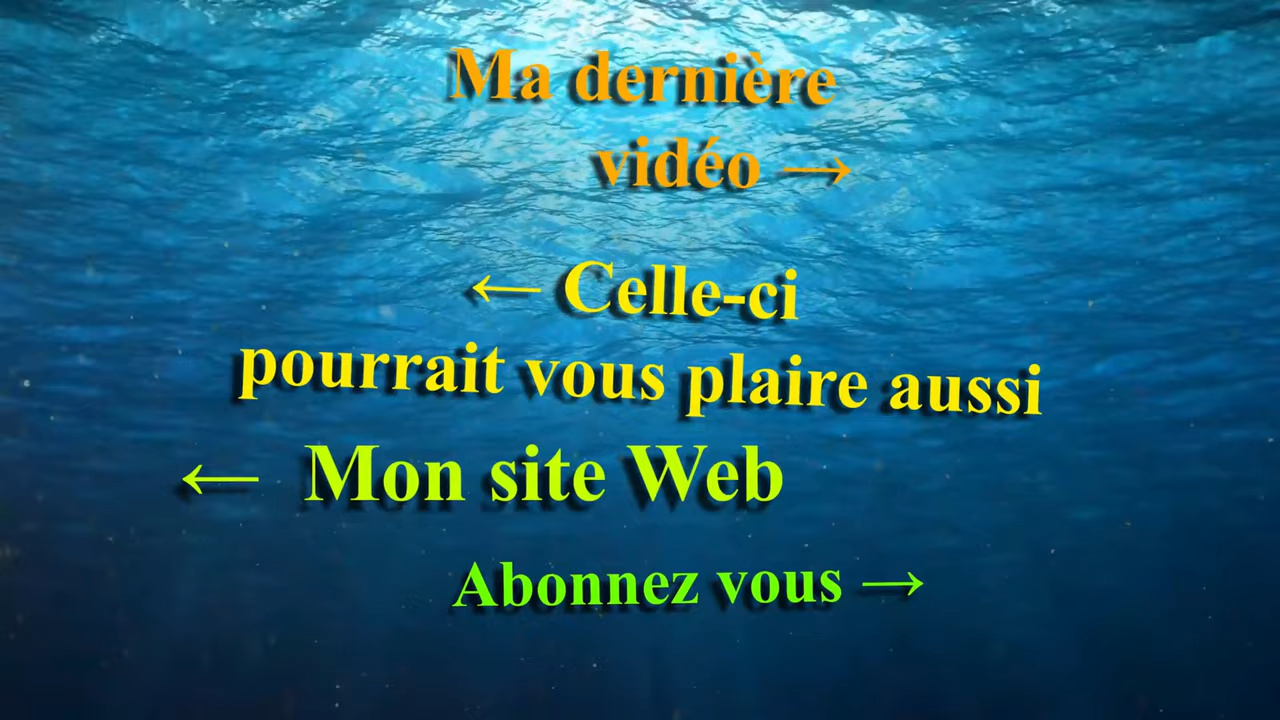 Ma dernière
vidéo →
← Celle-ci
pourrait vous plaire aussi
← Mon site Web
Abonnez vous →